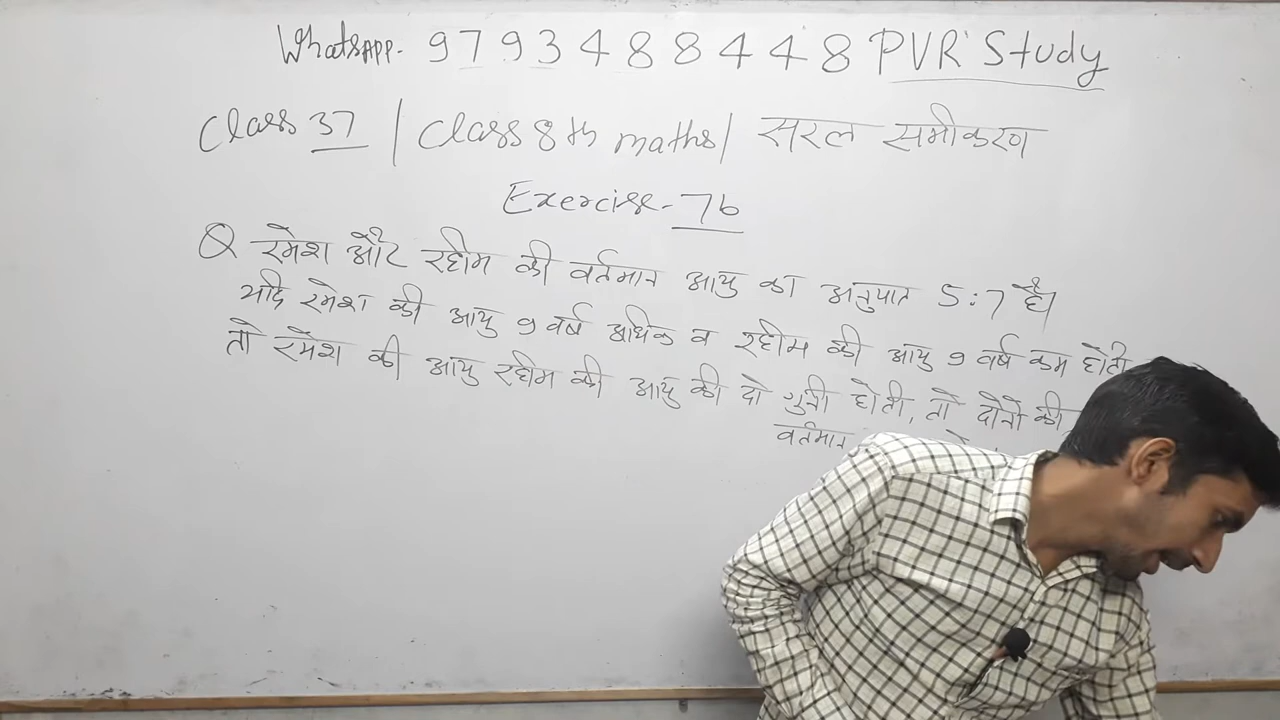 WhatsAPP. 9793488448 PVR Study
Class 37 / Class 8th maths / सरल समीकरण
Exercise-7b
Q रमेश और रहीम की वर्तमान आयु का अनुपात 5:7 है।
यदि रमेश की आयु 9 वर्ष अधिक व रहीम की आयु 9 वर्ष कम होती
तो रमेश की आयु रहीम की आयु की दो गुनी होती, तो दोनो की
वर्तमान